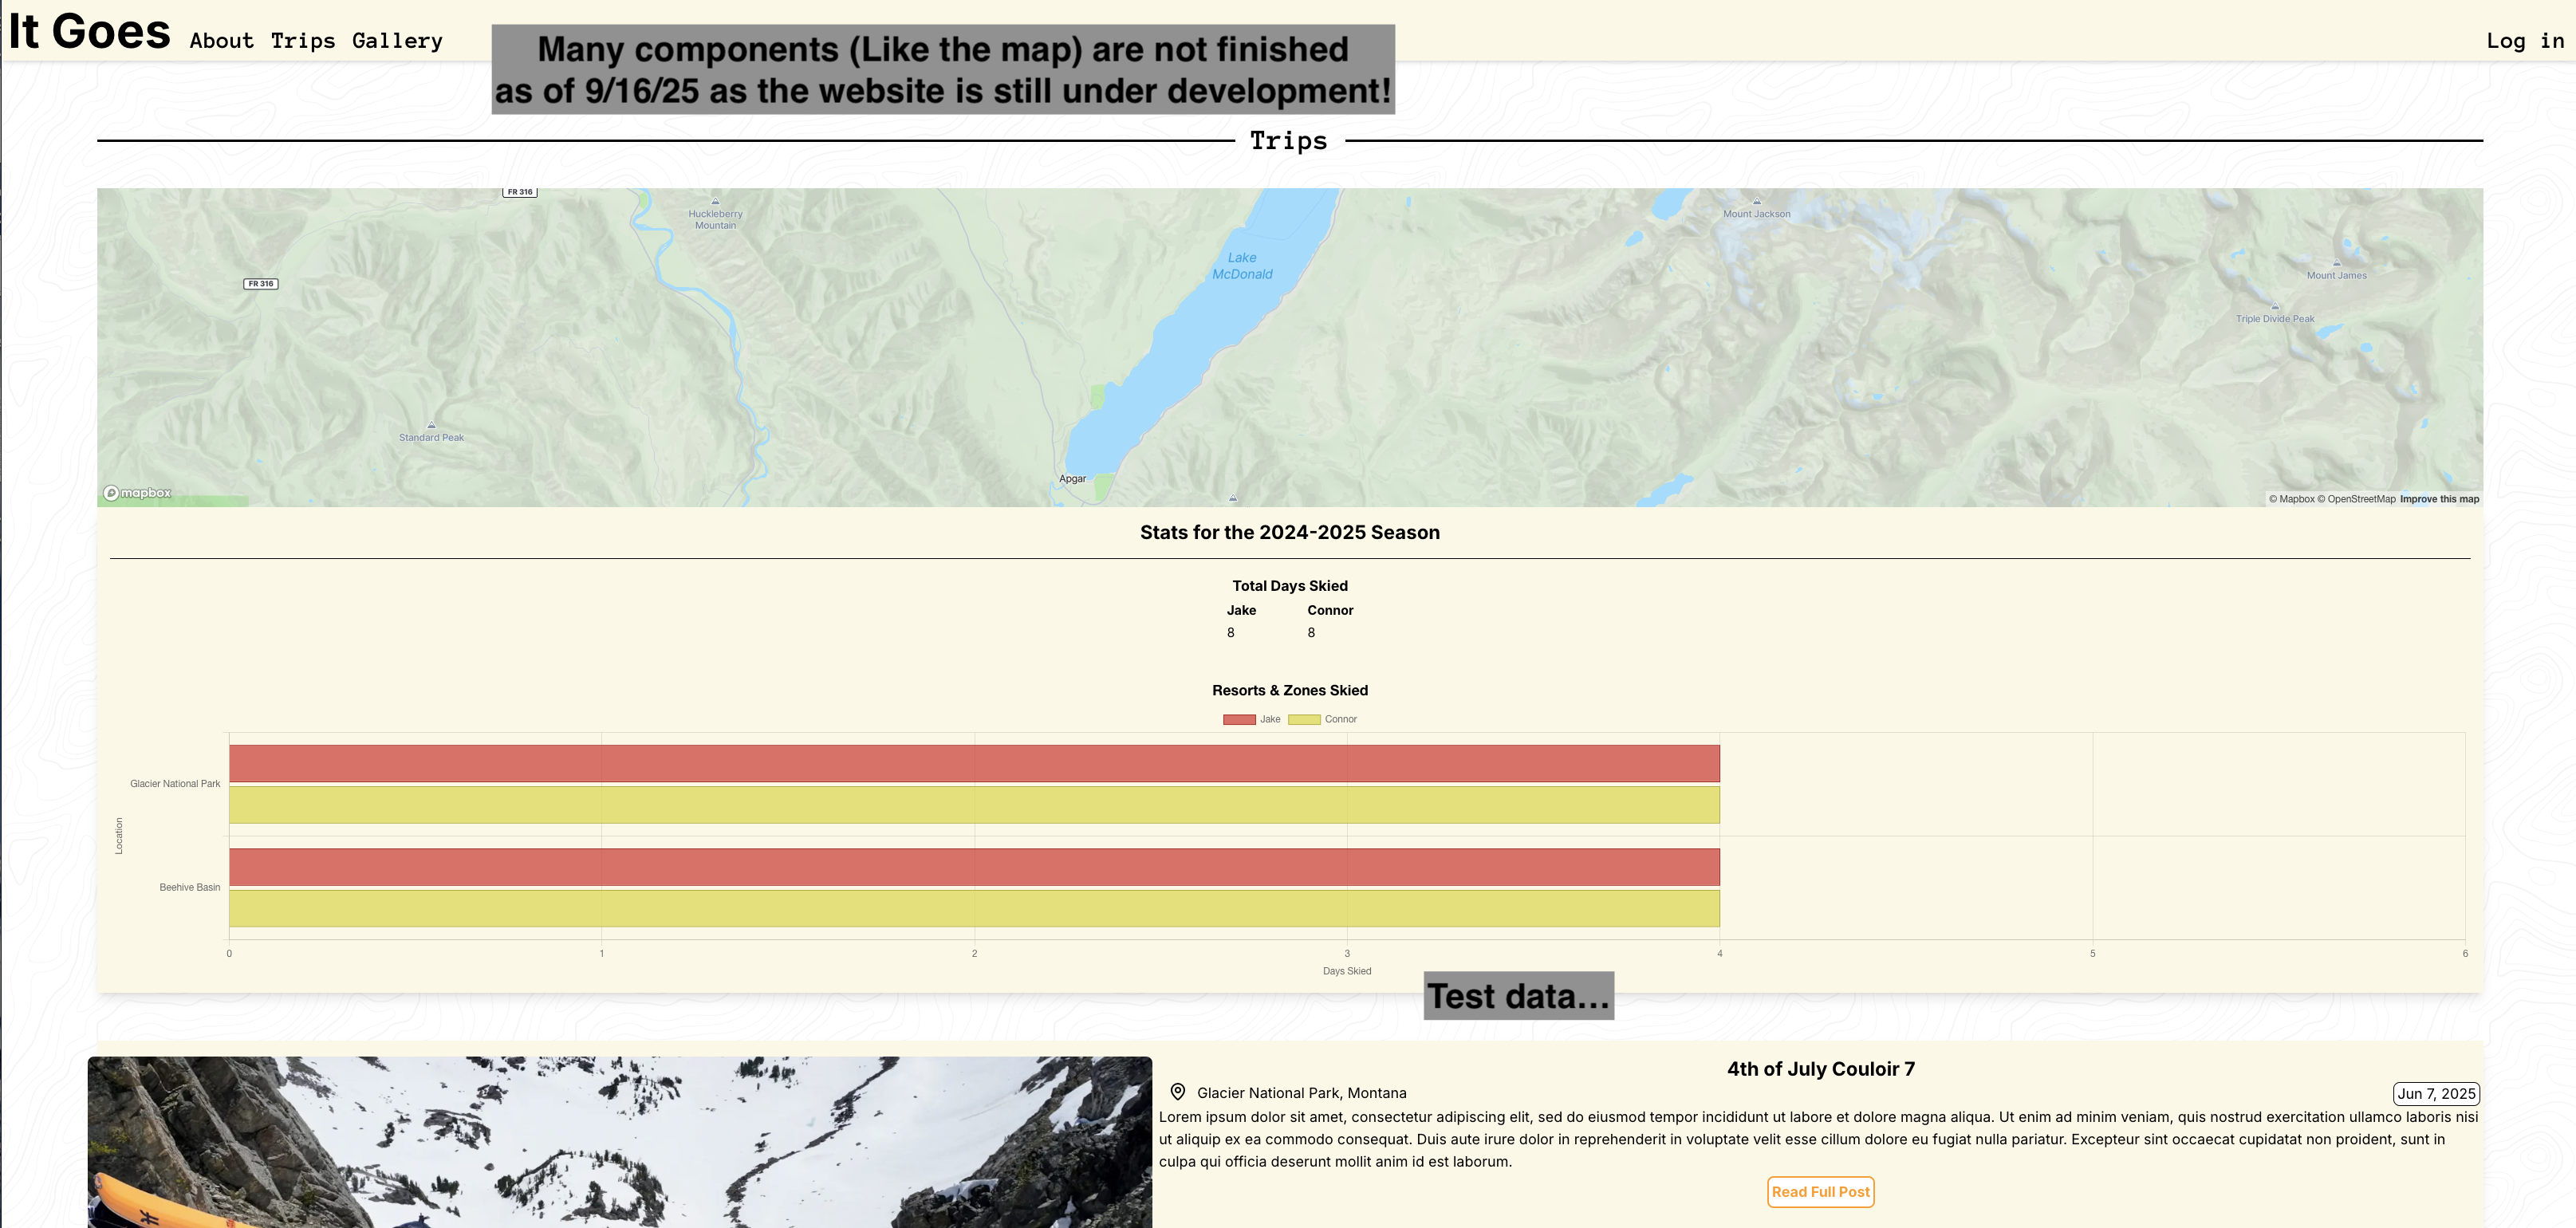 It Goes
About Trips Gallery
Log in
Many components (Like the map) are not finished
as of 9/16/25 as the website is still under development!
Trips
FR 316
Huckleberry
Mountain
Mount Jackson
Lake
McDonald
Mount James
FR 316
Triple Divide Peak
Standard Peak
Apgar
mapbox
© Mapbox © OpenStreetMap Improve this map
Stats for the 2024-2025 Season
Total Days Skied
Jake Connor
8 8
Resorts & Zones Skied
Jake Connor
Glacier National Park
Location
Beehive Basin
0 1 2 3 4 5 6
Days Skied
Test data...
4th of July Couloir 7
Glacier National Park, Montana
Jun 7, 2025
Lorem ipsum dolor sit amet, consectetur adipiscing elit, sed do eiusmod tempor incididunt ut labore et dolore magna aliqua. Ut enim ad minim veniam, quis nostrud exercitation ullamco laboris nisi
ut aliquip ex ea commodo consequat. Duis aute irure dolor in reprehenderit in voluptate velit esse cillum dolore eu fugiat nulla pariatur. Excepteur sint occaecat cupidatat non proident, sunt in
culpa qui officia deserunt mollit anim id est laborum.
Read Full Post